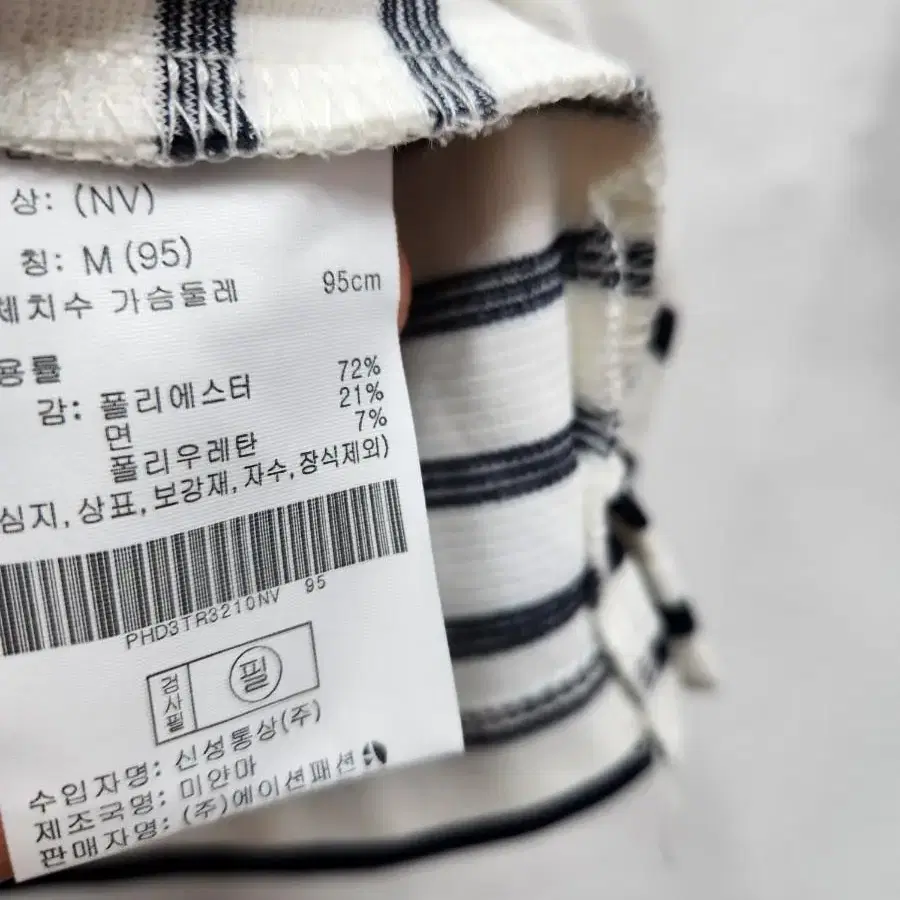 상: (NV)
칭: M (95)
체치수 가슴둘레 95cm
용률
감: 폴리에스터 72%
면 21%
폴리우레탄 7%
심지, 상표, 보강재, 자수, 장식제외)
PHD3TR3210NV 95
검사필 필
수입자명: 신성통상(주)
제조국명: 미얀마
판매자명: (주)에이션패션